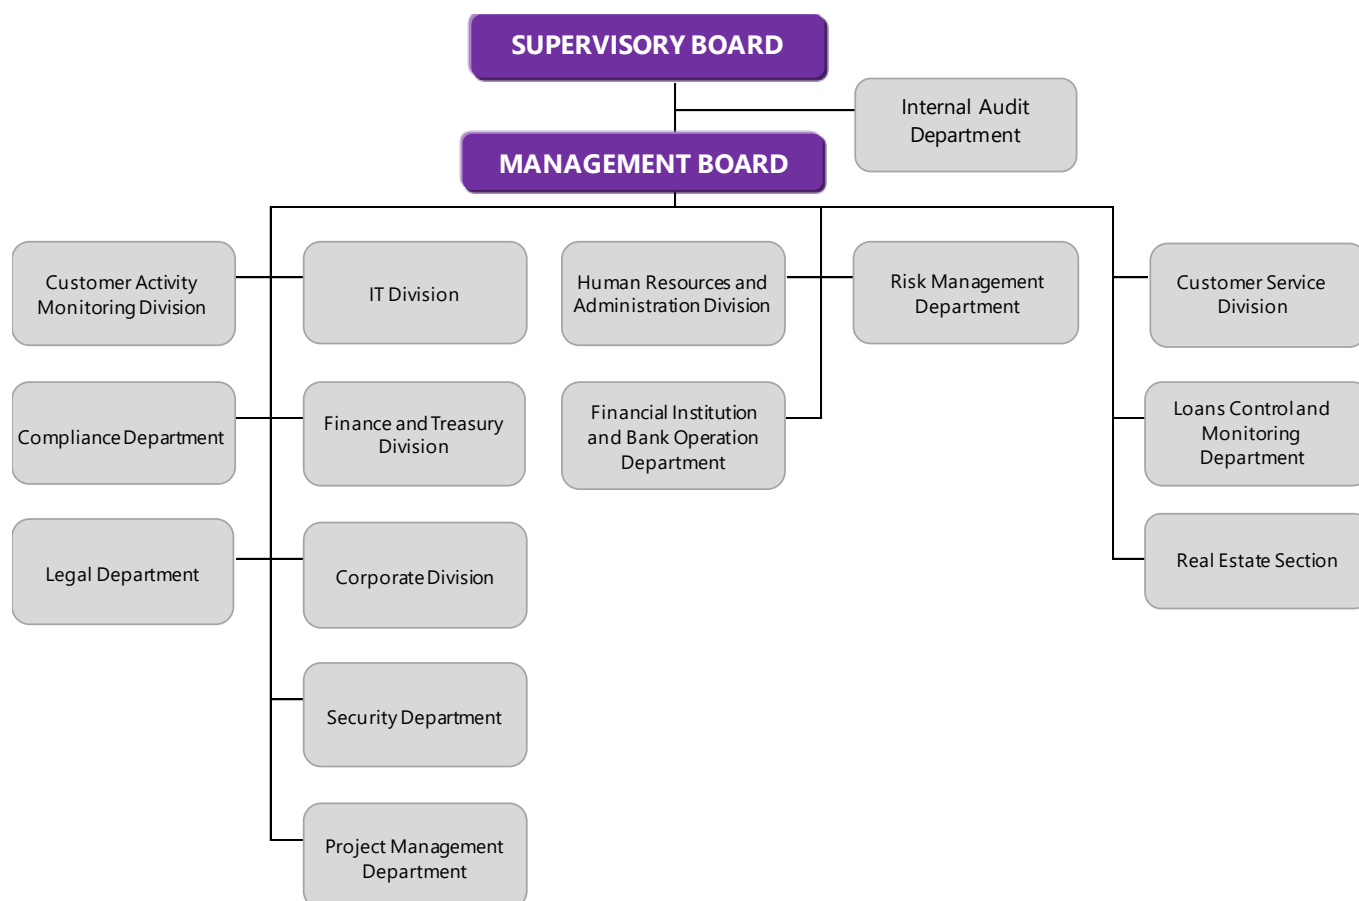 SUPERVISORY BOARD
Internal Audit
Department
MANAGEMENT BOARD
Customer Activity
Monitoring Division
IT Division
Human Resources and
Administration Division
Risk Management
Department
Customer Service
Division
Compliance Department
Finance and Treasury
Division
Financial Institution
and Bank Operation
Department
Loans Control and
Monitoring
Department
Legal Department
Corporate Division
Real Estate Section
Security Department
Project Management
Department